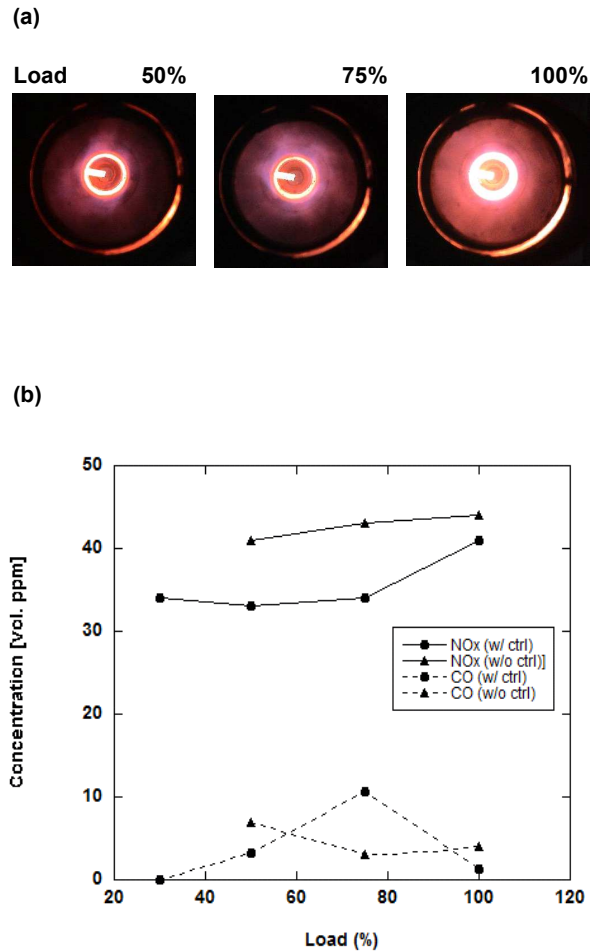 (a)
Load 50% 75% 100%
(b)
50
40
30
20
10
0
Concentration [vol. ppm]
NOx (w/ ctrl)
NOx (w/o ctrl)]
CO (w/ ctrl)
CO (w/o ctrl)
20 40 60 80 100 120
Load (%)